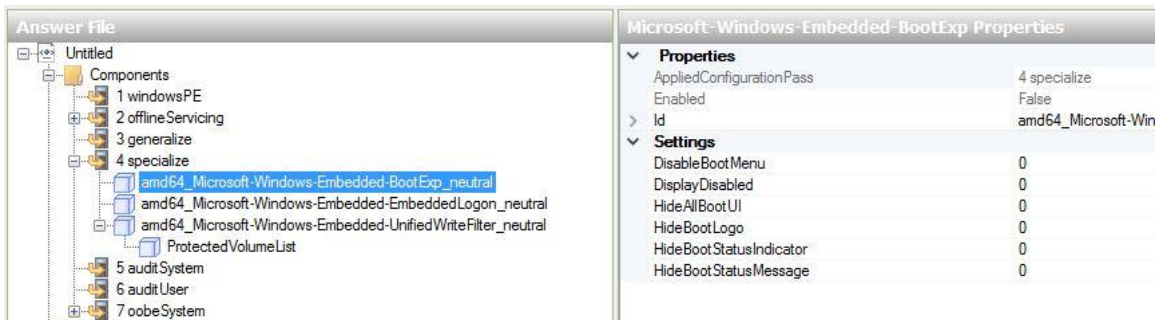 Answer File
Untitled
Components
1 windowsPE
2 offlineServicing
3 generalize
4 specialize
amd64_Microsoft-Windows-Embedded-BootExp_neutral
amd64_Microsoft-Windows-Embedded-EmbeddedLogon_neutral
amd64_Microsoft-Windows-Embedded-UnifiedWriteFilter_neutral
ProtectedVolumeList
5 auditSystem
6 auditUser
7 oobeSystem
Microsoft-Windows-Embedded-BootExp Properties
Properties
AppliedConfigurationPass 4 specialize
Enabled False
Id amd64_Microsoft-Win
Settings
DisableBootMenu 0
DisplayDisabled 0
HideAllBootUI 0
HideBootLogo 0
HideBootStatusIndicator 0
HideBootStatusMessage 0